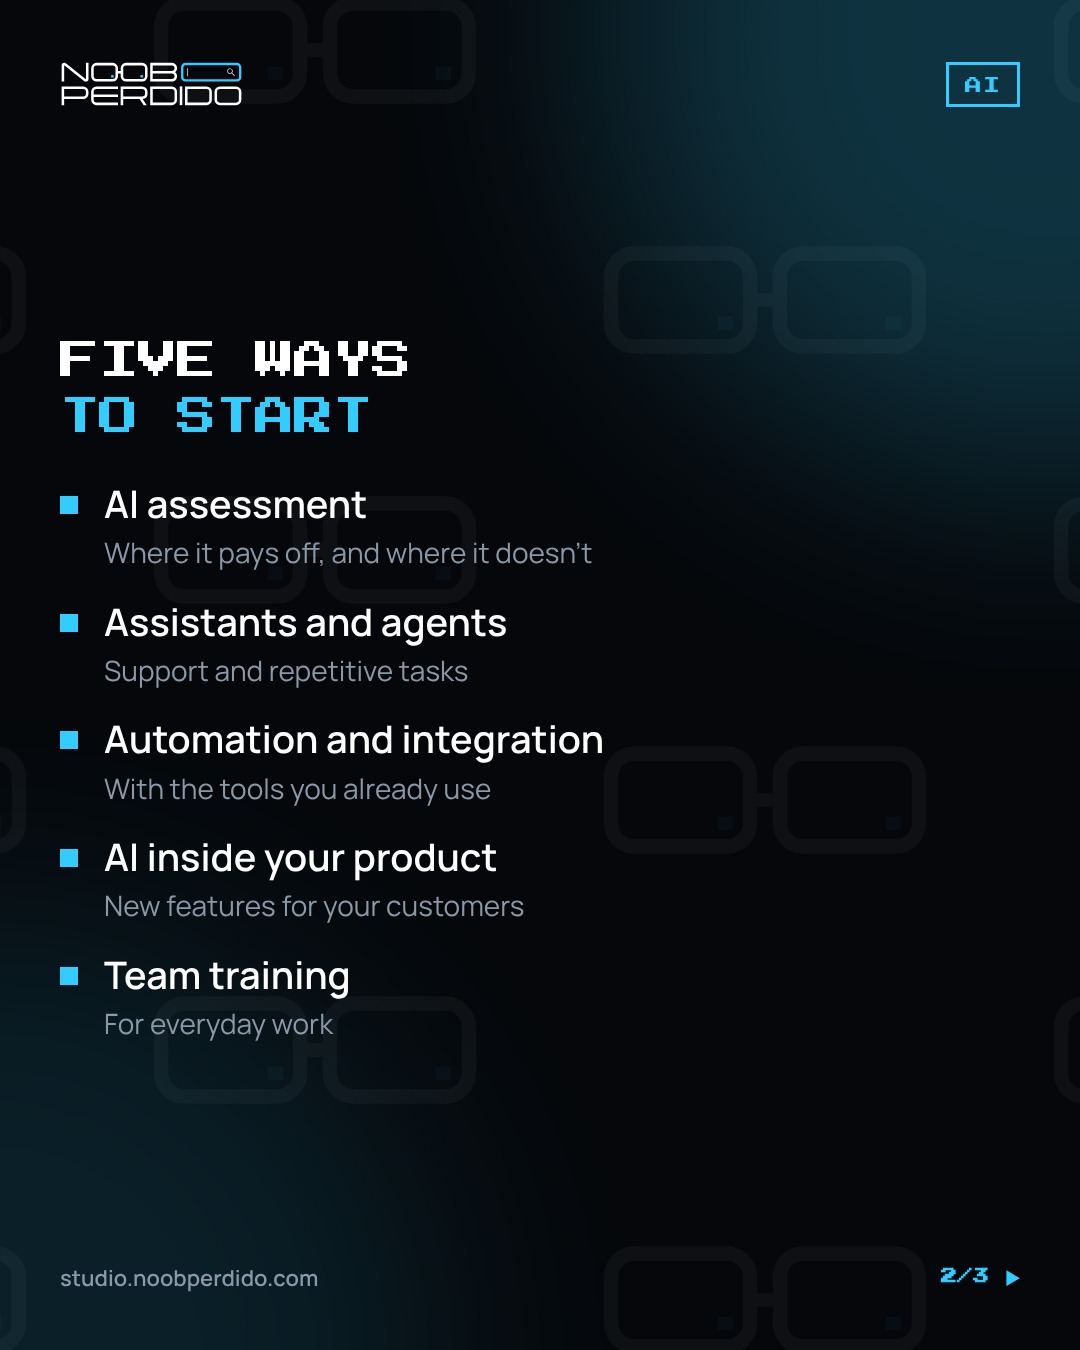 NOOB
PERDIDO
AI
FIVE WAYS
TO START
AI assessment
Where it pays off, and where it doesn’t
Assistants and agents
Support and repetitive tasks
Automation and integration
With the tools you already use
AI inside your product
New features for your customers
Team training
For everyday work
studio.noobperdido.com
2/3